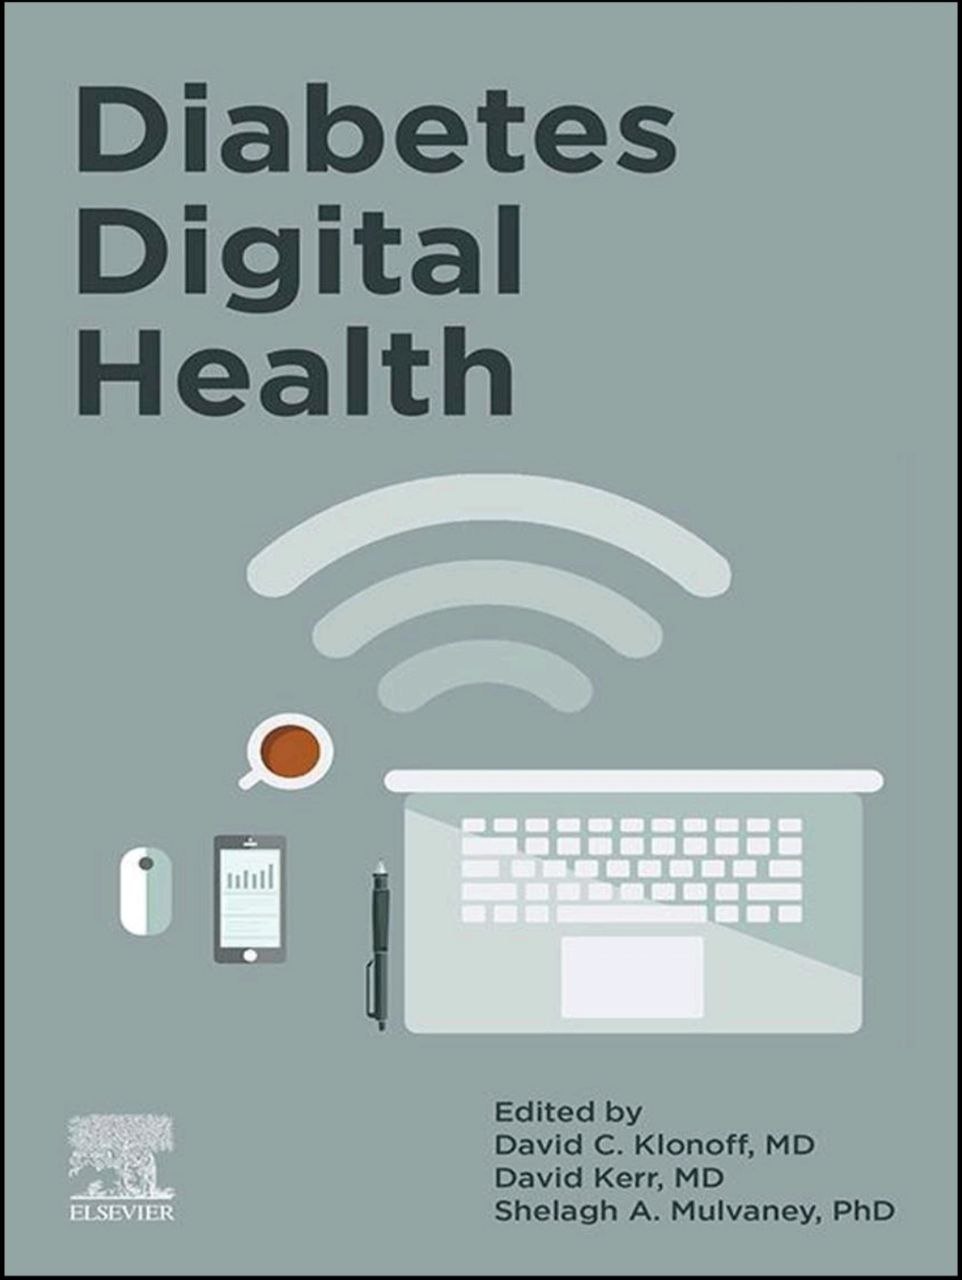 Diabetes
Digital
Health
Edited by
David C. Klonoff, MD
David Kerr, MD
Shelagh A. Mulvaney, PhD
ELSEVIER